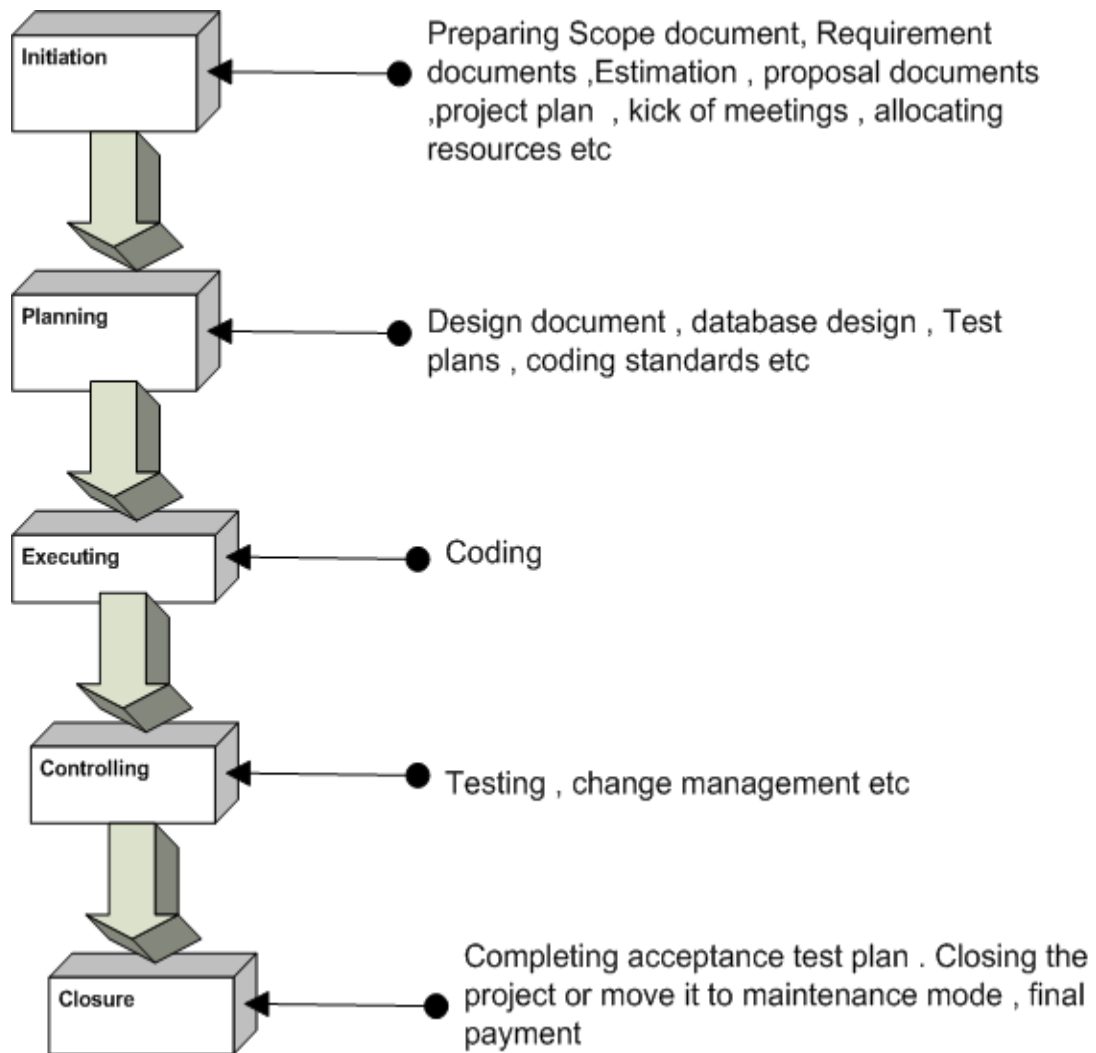 Initiation
Preparing Scope document, Requirement
documents ,Estimation , proposal documents
,project plan , kick of meetings , allocating
resources etc
Planning
Design document , database design , Test
plans , coding standards etc
Executing
Coding
Controlling
Testing , change management etc
Closure
Completing acceptance test plan . Closing the
project or move it to maintenance mode , final
payment